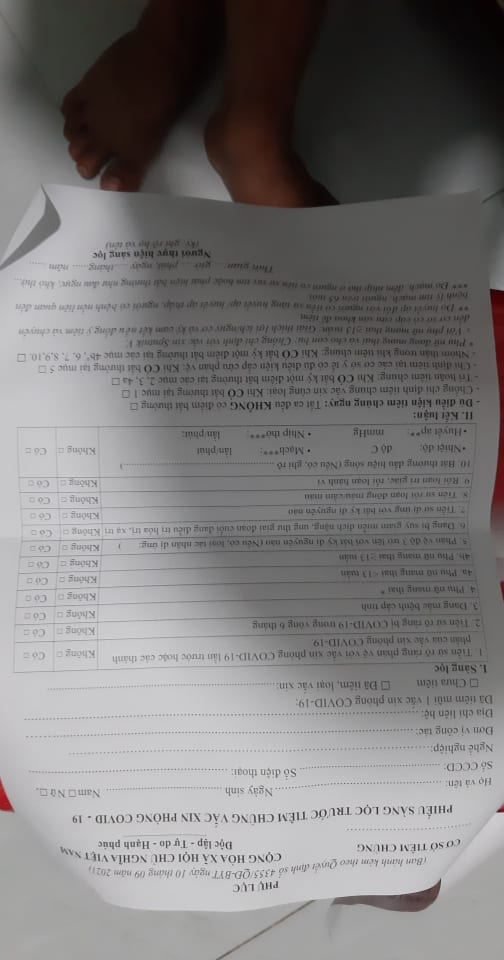 PHỤ LỤC
(Ban hành kèm theo Quyết định số 4355/QĐ-BYT ngày 10 tháng 09 năm 2021)
CƠ SỞ TIÊM CHỦNG
CỘNG HÒA XÃ HỘI CHỦ NGHĨA VIỆT NAM
Độc lập - Tự do - Hạnh phúc
PHIẾU SÀNG LỌC TRƯỚC TIÊM CHỦNG VẮC XIN PHÒNG COVID - 19
Họ và tên: Ngày sinh Nam □ Nữ □.
Số CCCD: Số điện thoại:
Nghề nghiệp:
Đơn vị công tác:
Địa chỉ liên hệ:
Đã tiêm mũi 1 vắc xin phòng COVID-19:
□ Chưa tiêm □ Đã tiêm, loại vắc xin:
I. Sàng lọc
1. Tiền sử rõ ràng phản vệ với vắc xin phòng COVID-19 lần trước hoặc các thành Không □ Có □
phần của vắc xin phòng COVID-19
2. Tiền sử rõ ràng bị COVID-19 trong vòng 6 tháng Không □ Có □
3. Đang mắc bệnh cấp tính Không □ Có □
4 Phụ nữ mang thai * Không □ Có □
4a. Phụ nữ mang thai <13 tuần Không □ Có □
4b. Phụ nữ mang thai ≥13 tuần Không □ Có □
5. Phản vệ độ 3 trở lên với bất kỳ dị nguyên nào (Nếu có, loại tác nhân dị ứng: ) Không □ Có □
6. Đang bị suy giảm miễn dịch nặng, ung thư giai đoạn cuối đang điều trị hóa trị, xạ trị Không □ Có □
7. Tiền sử dị ứng với bất kỳ dị nguyên nào Không □ Có □
8. Tiền sử rối loạn đông máu/cầm máu Không □ Có □
9. Rối loạn tri giác, rối loạn hành vi Không □ Có □
10. Bất thường dấu hiệu sống (Nếu có, ghi rõ ...) Không □ Có □
•Nhiệt độ: độ C • Mạch***: lần/phút
•Huyết áp**: mmHg • Nhịp thở***: lần/phút;
II. Kết luận:
- Đủ điều kiện tiêm chủng ngay: Tất cả đều KHÔNG có điểm bất thường □
- Chống chỉ định tiêm chủng vắc xin cùng loại: Khi CÓ bất thường tại mục 1 □
- Trì hoãn tiêm chủng: Khi CÓ bất kỳ một điểm bất thường tại các mục 2, 3, 4a □
- Chỉ định tiêm tại các cơ sở y tế có đủ điều kiện cấp cứu phản vệ: Khi CÓ bất thường tại mục 5 □
- Nhóm thận trọng khi tiêm chủng: Khi CÓ bất kỳ một điểm bất thường tại các mục 4b, 6, 7, 8,9,10. □
* Phụ nữ đang mang thai và cho con bú: Chống chỉ định với vắc xin Sputnik V.
- Với phụ nữ mang thai ≥13 tuần: Giải thích lợi ích/nguy cơ và ký cam kết nếu đồng ý tiêm và chuyển
đến cơ sở có cấp cứu sản khoa để tiêm
** Đo huyết áp đối với người có tiền sử tăng huyết áp/ huyết áp thấp, người có bệnh nền liên quan đến
bệnh lý tim mạch, người trên 65 tuổi.
*** Đo mạch, đếm nhịp thở ở người có tiền sử suy tim hoặc phát hiện bất thường như đau ngực, khó thở...
Thời gian: giờ phút, ngày tháng năm
Người thực hiện sàng lọc
(ký, ghi rõ họ và tên)